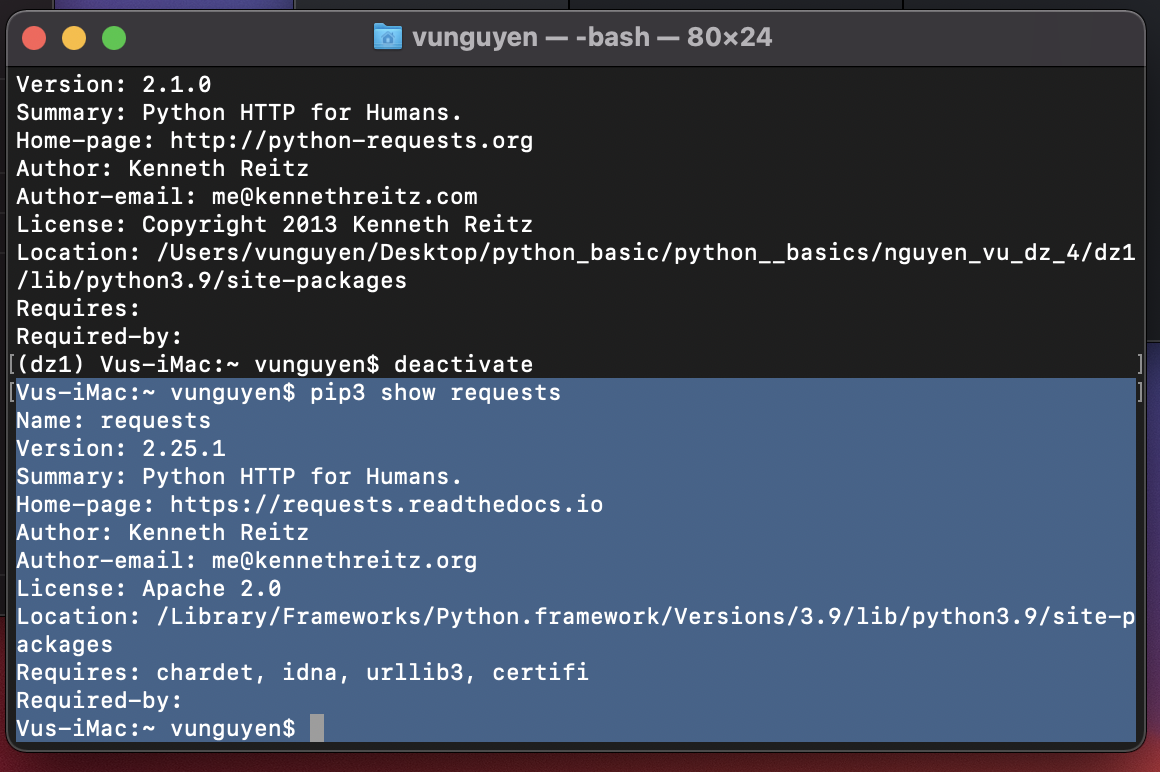 vunguyen — -bash — 80×24
Version: 2.1.0
Summary: Python HTTP for Humans.
Home-page: http://python-requests.org
Author: Kenneth Reitz
Author-email: me@kennethreitz.com
License: Copyright 2013 Kenneth Reitz
Location: /Users/vunguyen/Desktop/python_basic/python__basics/nguyen_vu_dz_4/dz1
/lib/python3.9/site-packages
Requires:
Required-by:
[(dz1) Vus-iMac:~ vunguyen$ deactivate ]
[Vus-iMac:~ vunguyen$ pip3 show requests ]
Name: requests
Version: 2.25.1
Summary: Python HTTP for Humans.
Home-page: https://requests.readthedocs.io
Author: Kenneth Reitz
Author-email: me@kennethreitz.org
License: Apache 2.0
Location: /Library/Frameworks/Python.framework/Versions/3.9/lib/python3.9/site-p
ackages
Requires: chardet, idna, urllib3, certifi
Required-by:
Vus-iMac:~ vunguyen$